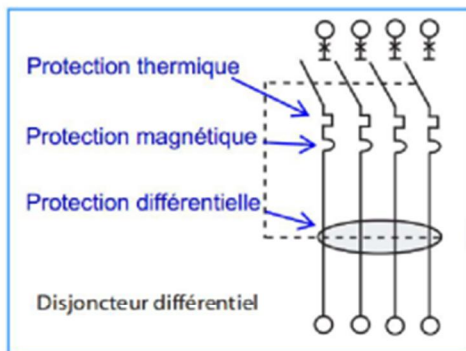 Protection thermique
Protection magnétique
Protection différentielle
Disjoncteur différentiel